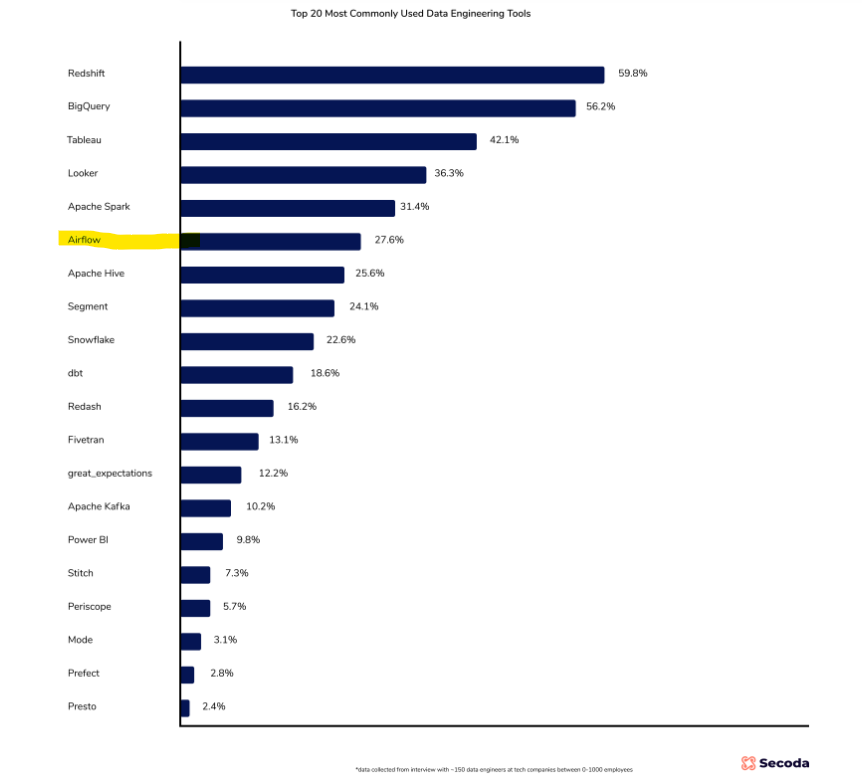 Top 20 Most Commonly Used Data Engineering Tools
Redshift 59.8%
BigQuery 56.2%
Tableau 42.1%
Looker 36.3%
Apache Spark 31.4%
Airflow 27.6%
Apache Hive 25.6%
Segment 24.1%
Snowflake 22.6%
dbt 18.6%
Redash 16.2%
Fivetran 13.1%
great_expectations 12.2%
Apache Kafka 10.2%
Power BI 9.8%
Stitch 7.3%
Periscope 5.7%
Mode 3.1%
Prefect 2.8%
Presto 2.4%
Secoda
*data collected from interview with ~150 data engineers at tech companies between 0-1000 employees